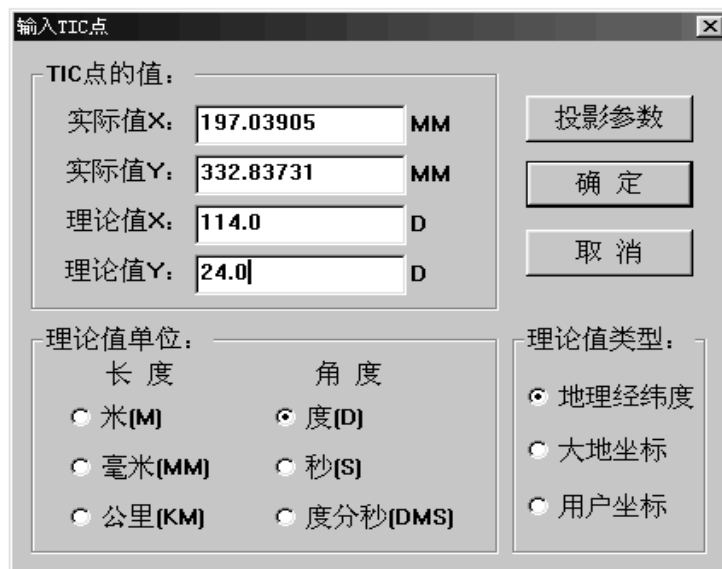 输入TIC点
TIC点的值：
实际值X： 197.03905 MM
实际值Y： 332.83731 MM
理论值X： 114.0 D
理论值Y： 24.0 D
投影参数
确 定
取 消
理论值单位：
长 度 角 度
米(M) 度(D)
毫米(MM) 秒(S)
公里(KM) 度分秒(DMS)
理论值类型：
地理经纬度
大地坐标
用户坐标